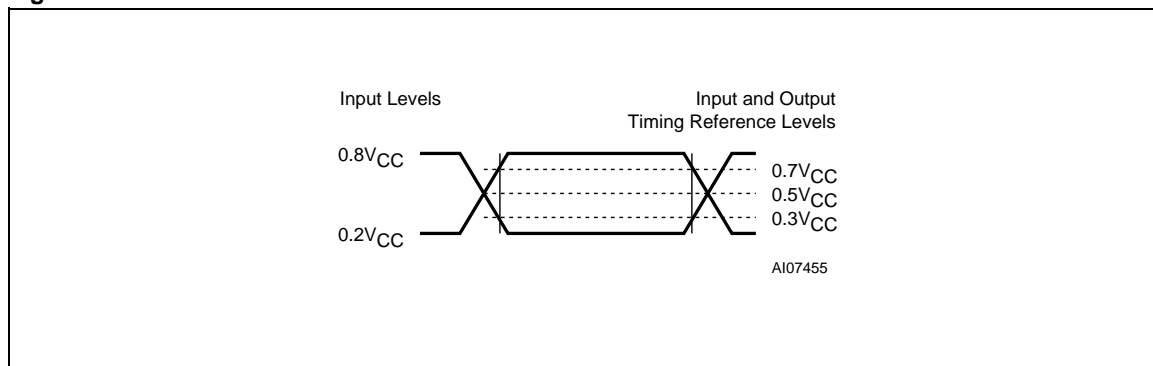 Input Levels
Input and Output
Timing Reference Levels
0.8VCC
0.7VCC
0.5VCC
0.3VCC
0.2VCC
AI07455